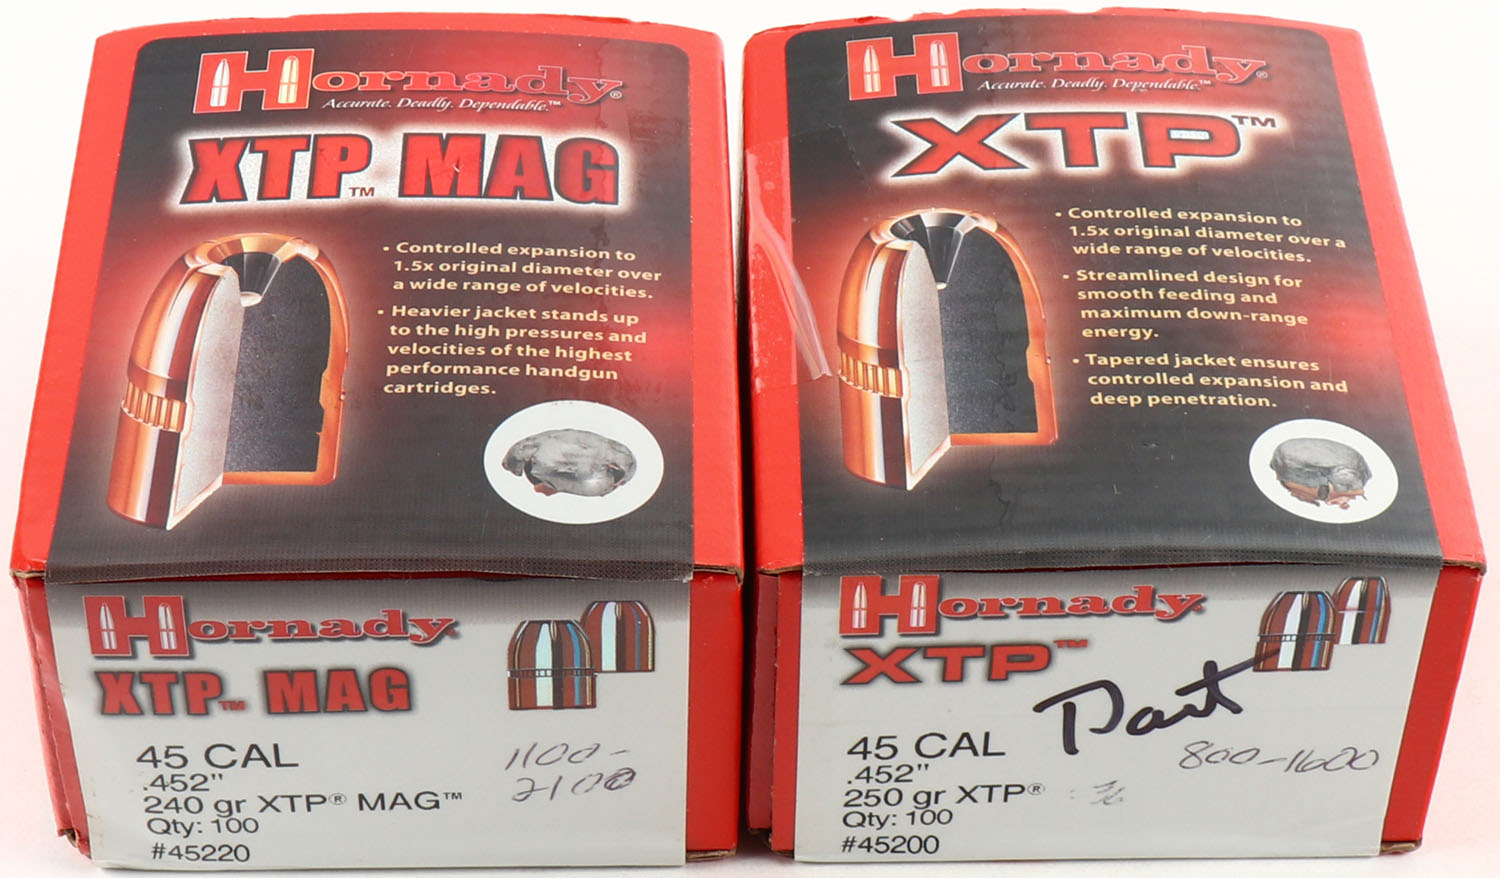 Hornady®
Accurate. Deadly. Dependable.™
XTP™ MAG
• Controlled expansion to
1.5x original diameter over
a wide range of velocities.
• Heavier jacket stands up
to the high pressures and
velocities of the highest
performance handgun
cartridges.
Hornady®
XTP™ MAG
45 CAL
.452"
240 gr XTP® MAG™
Qty: 100
#45220
1100-
2100
Hornady®
Accurate. Deadly. Dependable.™
XTP™
• Controlled expansion to
1.5x original diameter over a
wide range of velocities.
• Streamlined design for
smooth feeding and
maximum down-range
energy.
• Tapered jacket ensures
controlled expansion and
deep penetration.
Hornady®
XTP™
Part
45 CAL
.452"
250 gr XTP®
Qty: 100
#45200
800-1600